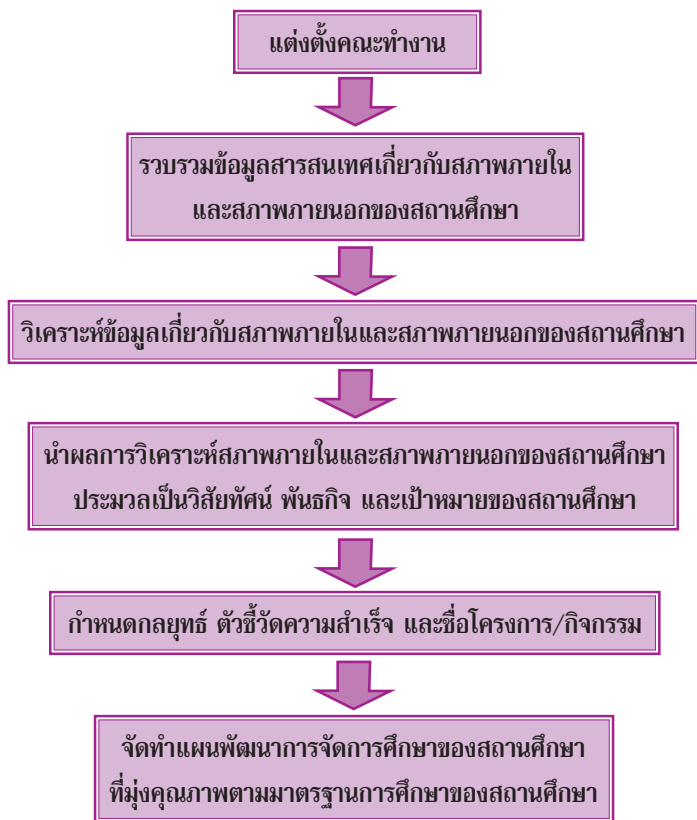 แต่งตั้งคณะทำงาน
รวบรวมข้อมูลสารสนเทศเกี่ยวกับสภาพภายใน
และสภาพภายนอกของสถานศึกษา
วิเคราะห์ข้อมูลเกี่ยวกับสภาพภายในและสภาพภายนอกของสถานศึกษา
นำผลการวิเคราะห์สภาพภายในและสภาพภายนอกของสถานศึกษา
ประมวลเป็นวิสัยทัศน์ พันธกิจ และเป้าหมายของสถานศึกษา
กำหนดกลยุทธ์ ตัวชี้วัดความสำเร็จ และชื่อโครงการ/กิจกรรม
จัดทำแผนพัฒนาการจัดการศึกษาของสถานศึกษา
ที่มุ่งคุณภาพตามมาตรฐานการศึกษาของสถานศึกษา